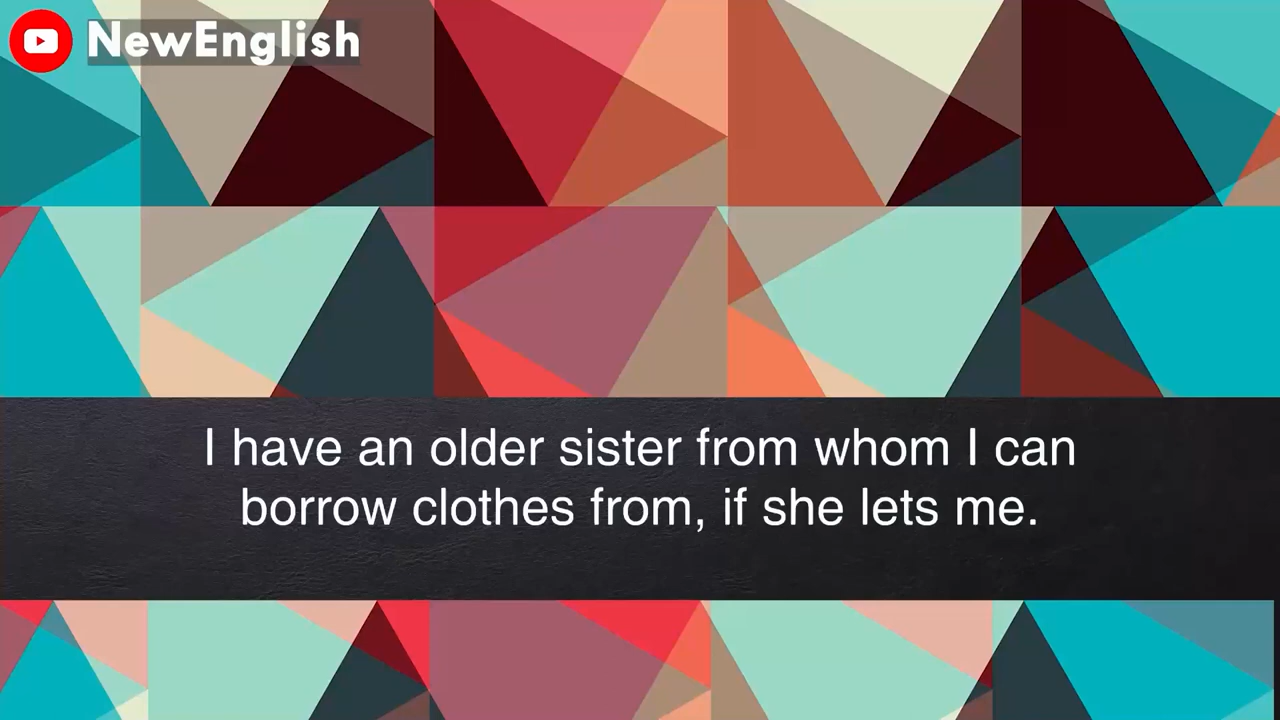 NewEnglish
I have an older sister from whom I can
borrow clothes from, if she lets me.